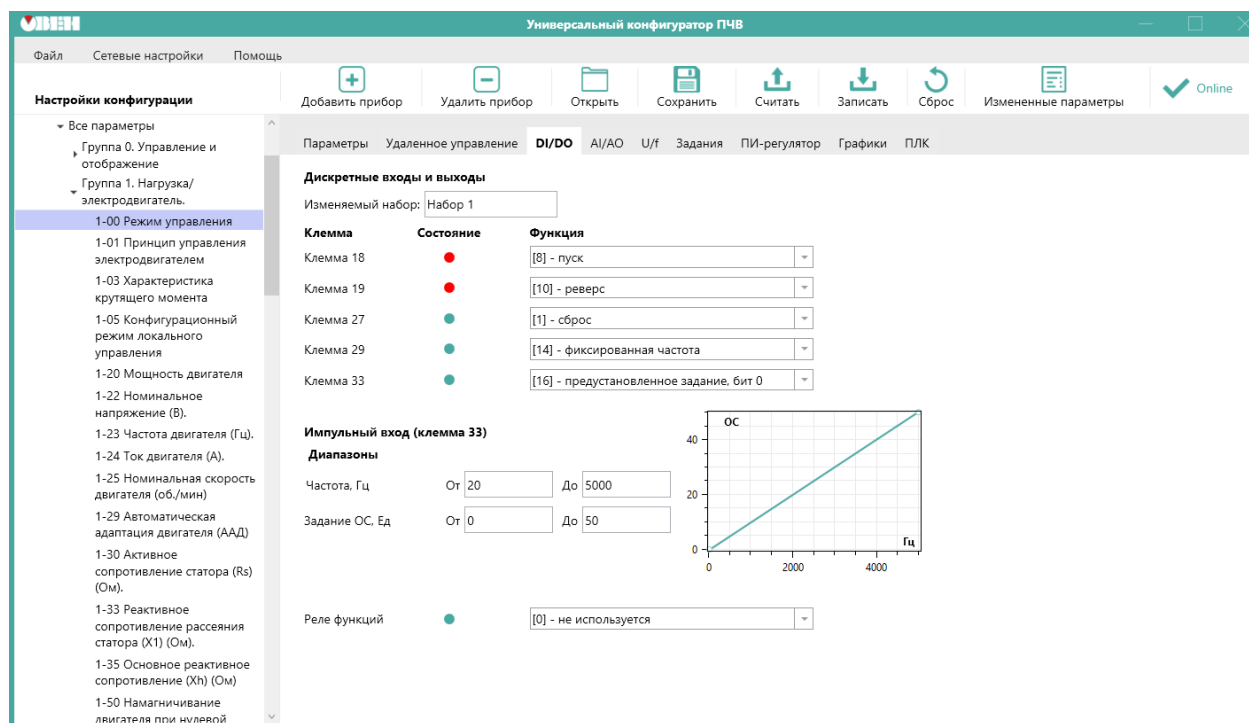 ОВЕН
Универсальный конфигуратор ПЧВ
Файл Сетевые настройки Помощь
Настройки конфигурации
Добавить прибор Удалить прибор Открыть Сохранить Считать Записать Сброс Измененные параметры Online
Все параметры
Группа 0. Управление и
отображение
Группа 1. Нагрузка/
электродвигатель.
1-00 Режим управления
1-01 Принцип управления
электродвигателем
1-03 Характеристика
крутящего момента
1-05 Конфигурационный
режим локального
управления
1-20 Мощность двигателя
1-22 Номинальное
напряжение (В).
1-23 Частота двигателя (Гц).
1-24 Ток двигателя (А).
1-25 Номинальная скорость
двигателя (об./мин)
1-29 Автоматическая
адаптация двигателя (ААД)
1-30 Активное
сопротивление статора (Rs)
(Ом).
1-33 Реактивное
сопротивление рассеяния
статора (X1) (Ом).
1-35 Основное реактивное
сопротивление (Xh) (Ом)
1-50 Намагничивание
двигателя при нулевой
Параметры Удаленное управление DI/DO AI/AO U/f Задания ПИ-регулятор Графики ПЛК
Дискретные входы и выходы
Изменяемый набор: Набор 1
Клемма Состояние Функция
Клемма 18 [8] - пуск
Клемма 19 [10] - реверс
Клемма 27 [1] - сброс
Клемма 29 [14] - фиксированная частота
Клемма 33 [16] - предустановленное задание, бит 0
Импульный вход (клемма 33)
Диапазоны
Частота, Гц От 20 До 5000
Задание ОС, Ед От 0 До 50
ОС
40
20
0
Гц
0 2000 4000
Реле функций [0] - не используется